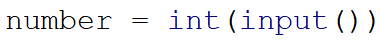 number = int(input())